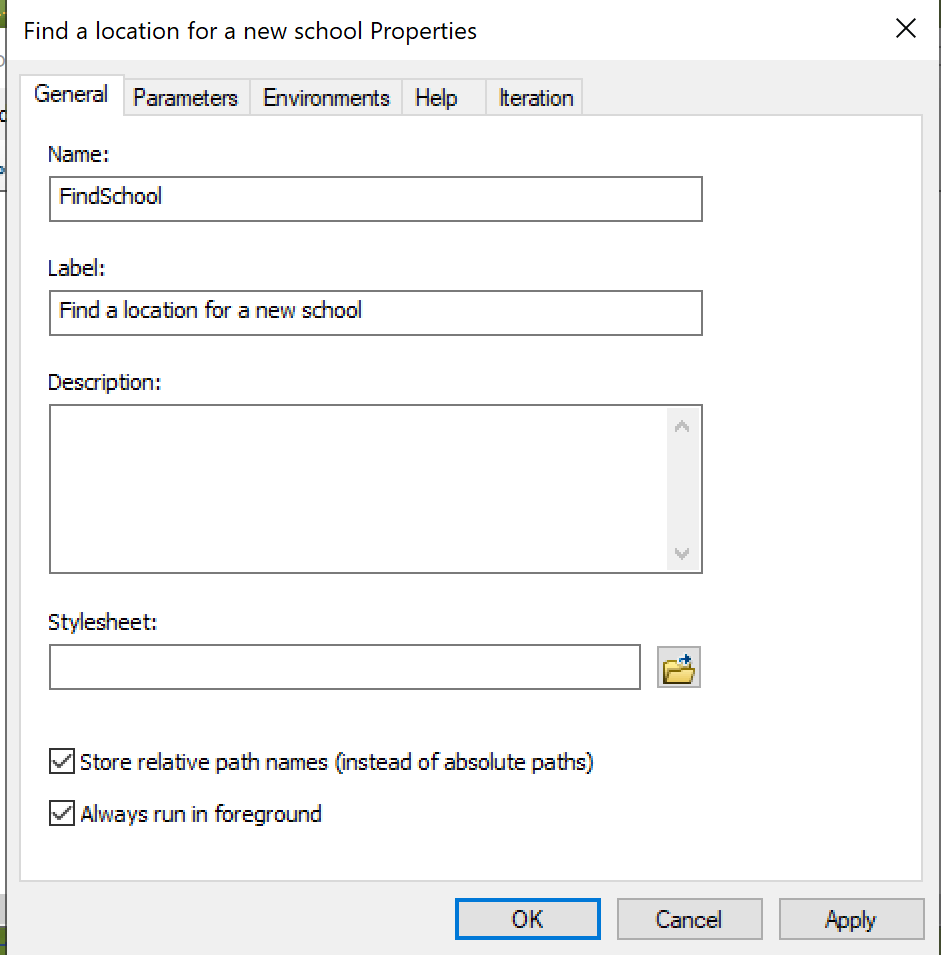 Find a location for a new school Properties
General Parameters Environments Help Iteration
Name:
FindSchool
Label:
Find a location for a new school
Description:
Stylesheet:
Store relative path names (instead of absolute paths)
Always run in foreground
OK Cancel Apply